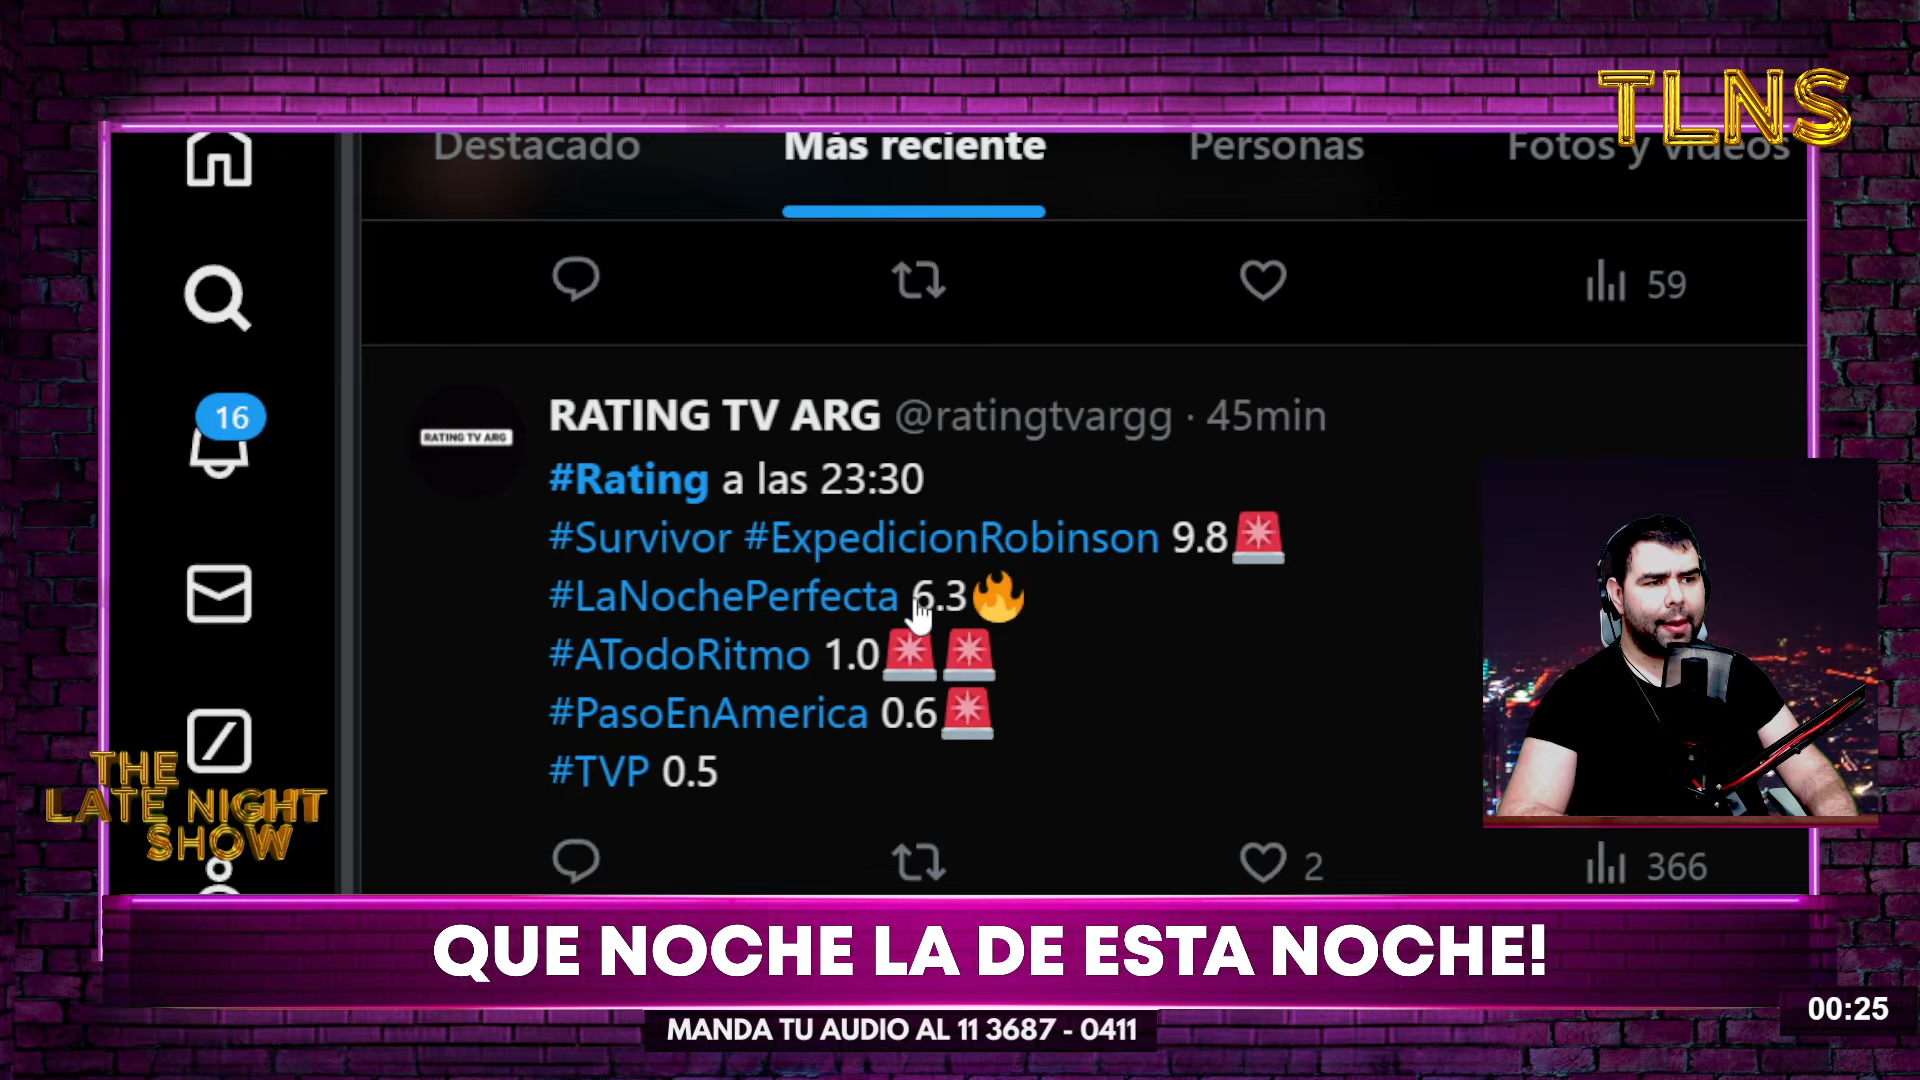 TLNS
Destacado
Más reciente
Personas
Fotos y videos
59
16
RATING TV ARG
RATING TV ARG @ratingtvargg · 45min
#Rating a las 23:30
#Survivor #ExpedicionRobinson 9.8🚨
#LaNochePerfecta 6.3🔥
#ATodoRitmo 1.0🚨🚨
#PasoEnAmerica 0.6🚨
#TVP 0.5
2
366
THE
LATE NIGHT
SHOW
QUE NOCHE LA DE ESTA NOCHE!
MANDA TU AUDIO AL 11 3687 - 0411
00:25